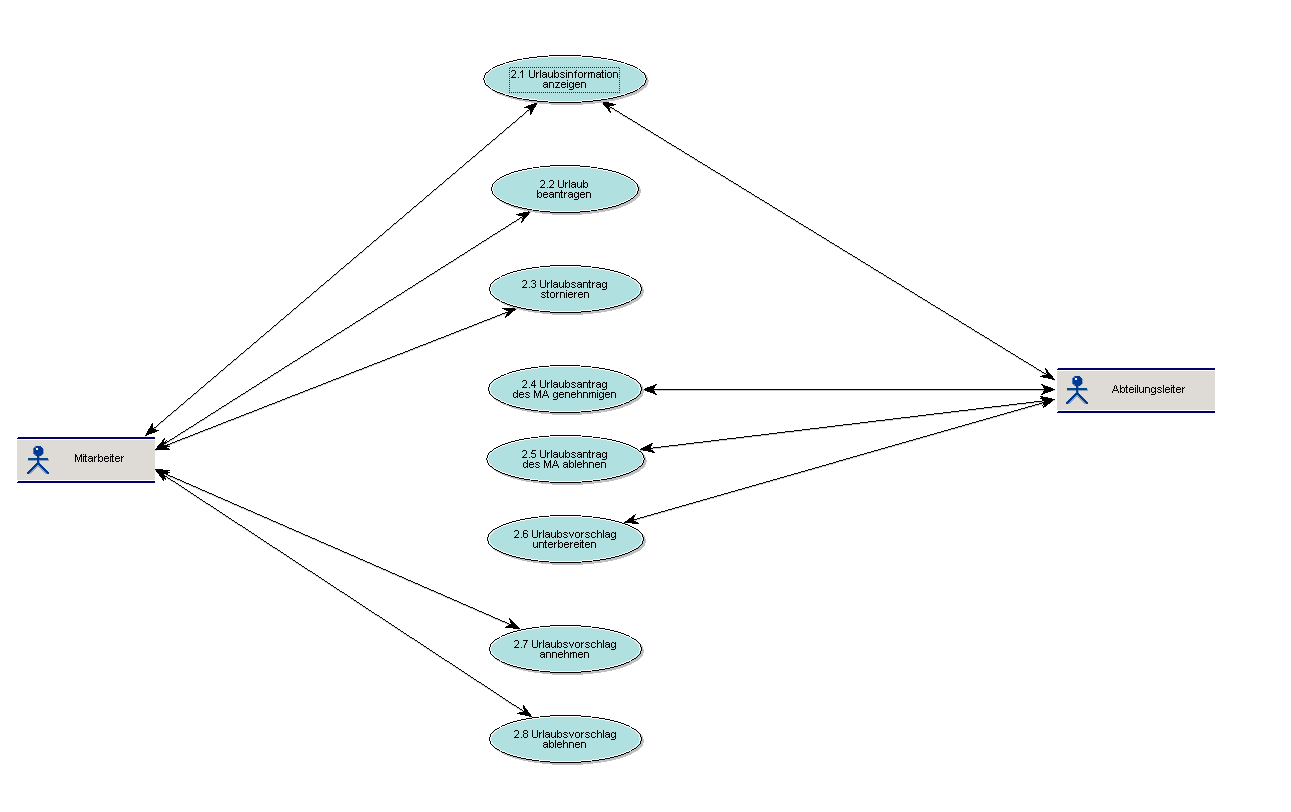 2.1 Urlaubsinformation
anzeigen
2.2 Urlaub
beantragen
2.3 Urlaubsantrag
stornieren
2.4 Urlaubsantrag
des MA genehnmigen
Abteilungsleiter
Mitarbeiter
2.5 Urlaubsantrag
des MA ablehnen
2.6 Urlaubsvorschlag
unterbereiten
2.7 Urlaubsvorschlag
annehmen
2.8 Urlaubsvorschlag
ablehnen